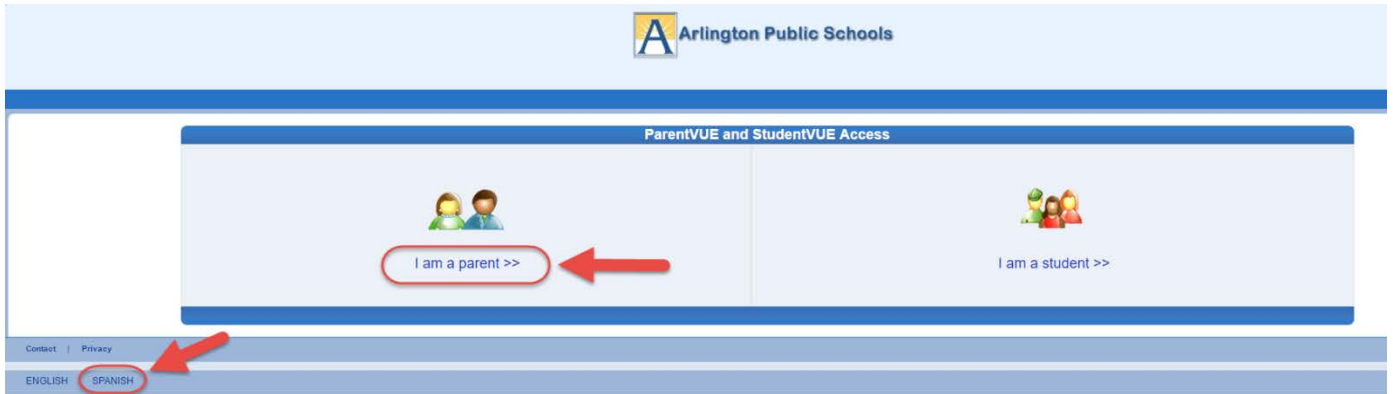 A Arlington Public Schools
ParentVUE and StudentVUE Access
I am a parent >>
I am a student >>
Contact | Privacy
ENGLISH SPANISH